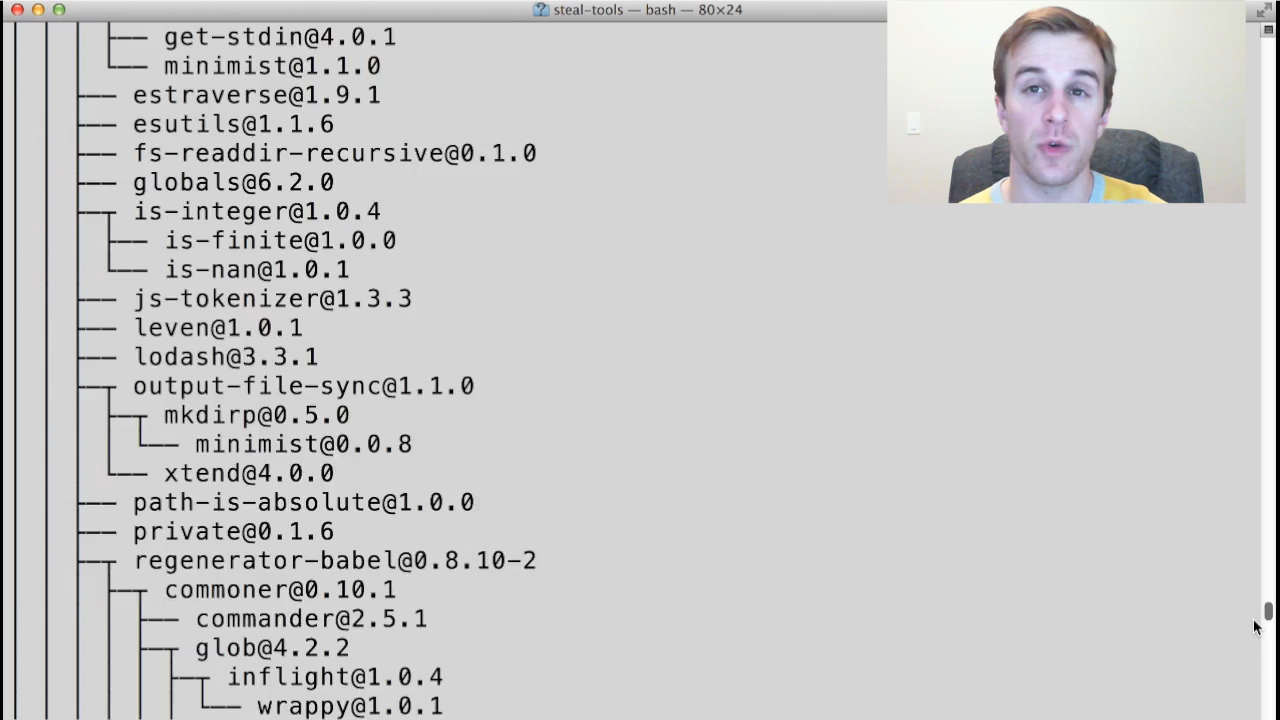 steal-tools — bash — 80×24
get-stdin@4.0.1
minimist@1.1.0
estraverse@1.9.1
esutils@1.1.6
fs-readdir-recursive@0.1.0
globals@6.2.0
is-integer@1.0.4
is-finite@1.0.0
is-nan@1.0.1
js-tokenizer@1.3.3
leven@1.0.1
lodash@3.3.1
output-file-sync@1.1.0
mkdirp@0.5.0
minimist@0.0.8
xtend@4.0.0
path-is-absolute@1.0.0
private@0.1.6
regenerator-babel@0.8.10-2
commoner@0.10.1
commander@2.5.1
glob@4.2.2
inflight@1.0.4
wrappy@1.0.1